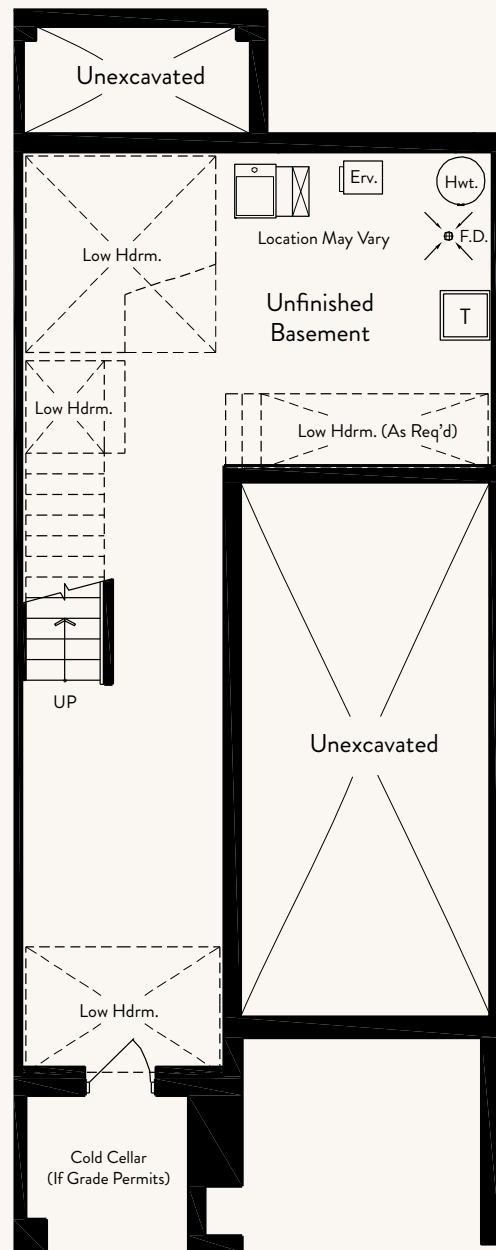 Unexcavated
Erv.
Hwt.
Low Hdrm.
Location May Vary
F.D.
Unfinished
Basement
T
Low Hdrm.
Low Hdrm. (As Req'd)
UP
Unexcavated
Low Hdrm.
Cold Cellar
(If Grade Permits)